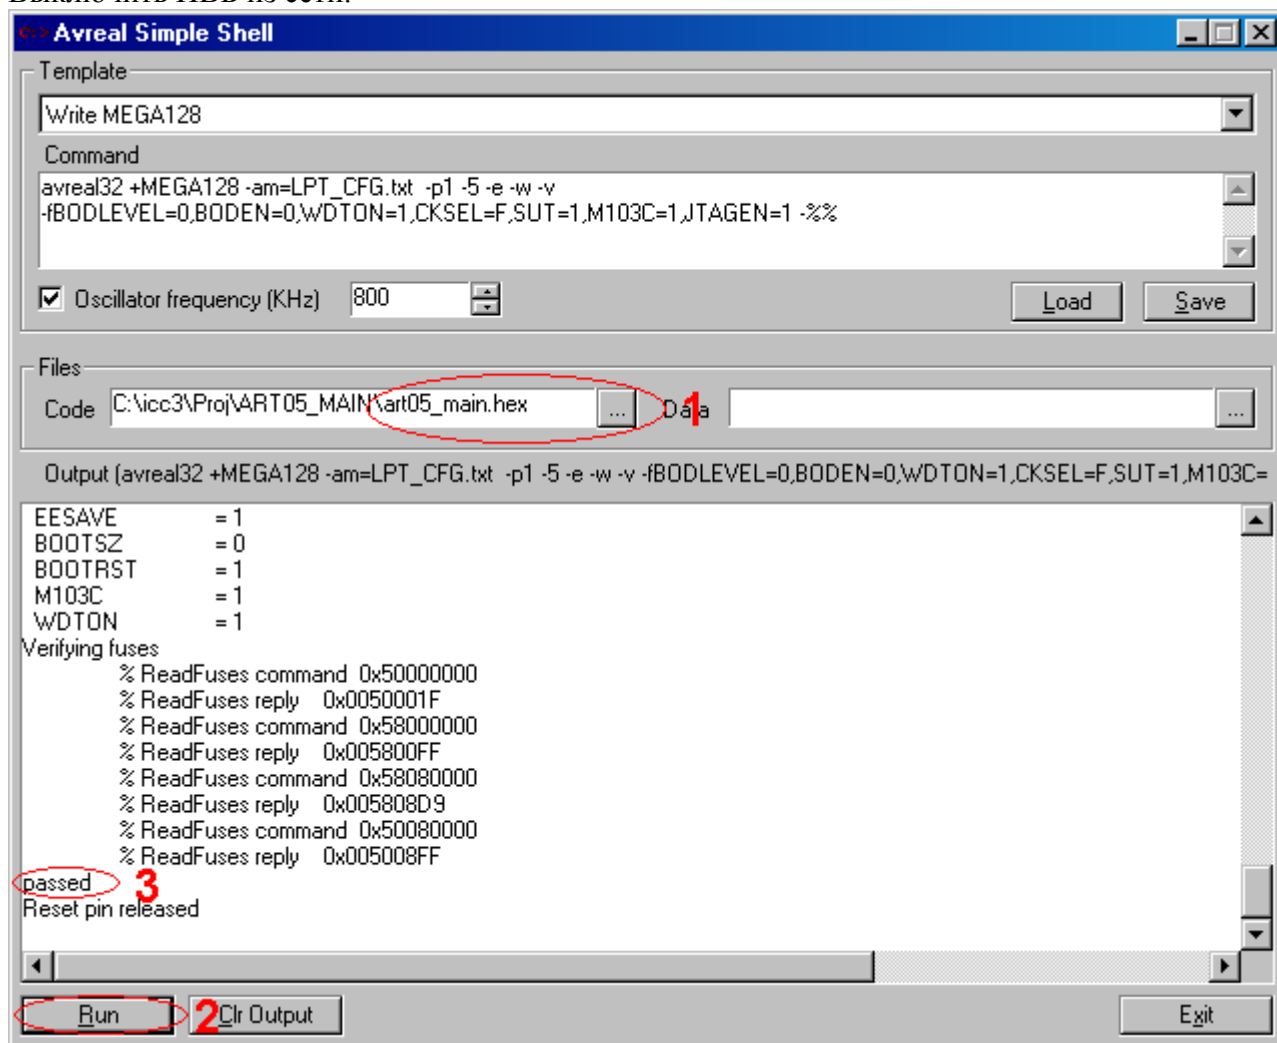 Avreal Simple Shell
Template
Write MEGA128
Command
avreal32 +MEGA128 -am=LPT_CFG.txt -p1 -5 -e -w -v
-fBODLEVEL=0,BODEN=0,WDTON=1,CKSEL=F,SUT=1,M103C=1,JTAGEN=1 -%%
Oscillator frequency (KHz) 800 Load Save
Files
Code C:\icc3\Proj\ART05_MAIN\art05_main.hex ... 1 Data ...
Output (avreal32 +MEGA128 -am=LPT_CFG.txt -p1 -5 -e -w -v -fBODLEVEL=0,BODEN=0,WDTON=1,CKSEL=F,SUT=1,M103C=
EESAVE = 1
BOOTSZ = 0
BOOTRST = 1
M103C = 1
WDTON = 1
Verifying fuses
% ReadFuses command 0x50000000
% ReadFuses reply 0x0050001F
% ReadFuses command 0x58000000
% ReadFuses reply 0x005800FF
% ReadFuses command 0x58080000
% ReadFuses reply 0x005808D9
% ReadFuses command 0x50080000
% ReadFuses reply 0x005008FF
passed 3
Reset pin released
Run 2 Clr Output Exit